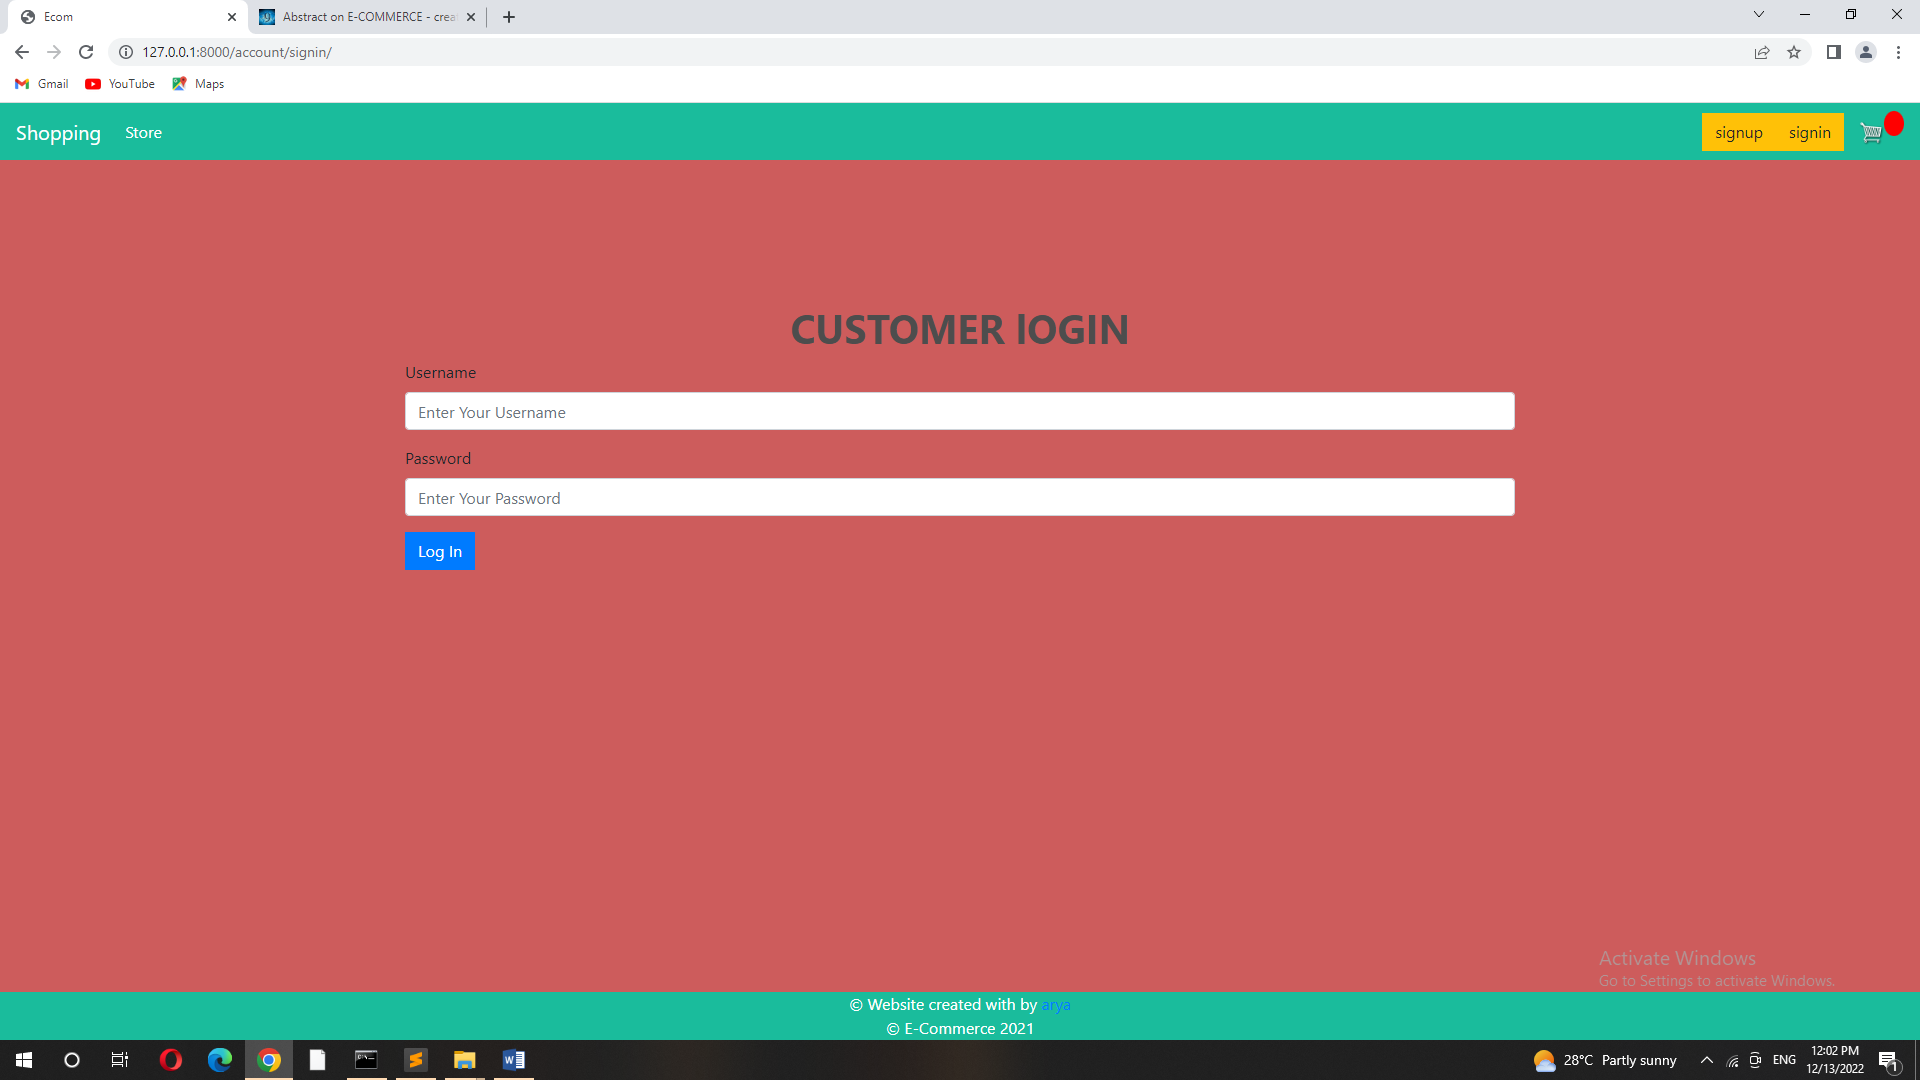 Ecom
Abstract on E-COMMERCE - crea
127.0.0.1:8000/account/signin/
Gmail YouTube Maps
Shopping Store signup signin
CUSTOMER lOGIN
Username
Enter Your Username
Password
Enter Your Password
Log In
Activate Windows
Go to Settings to activate Windows.
© Website created with by arya
© E-Commerce 2021
28°C Partly sunny ENG
12:02 PM
12/13/2022
1